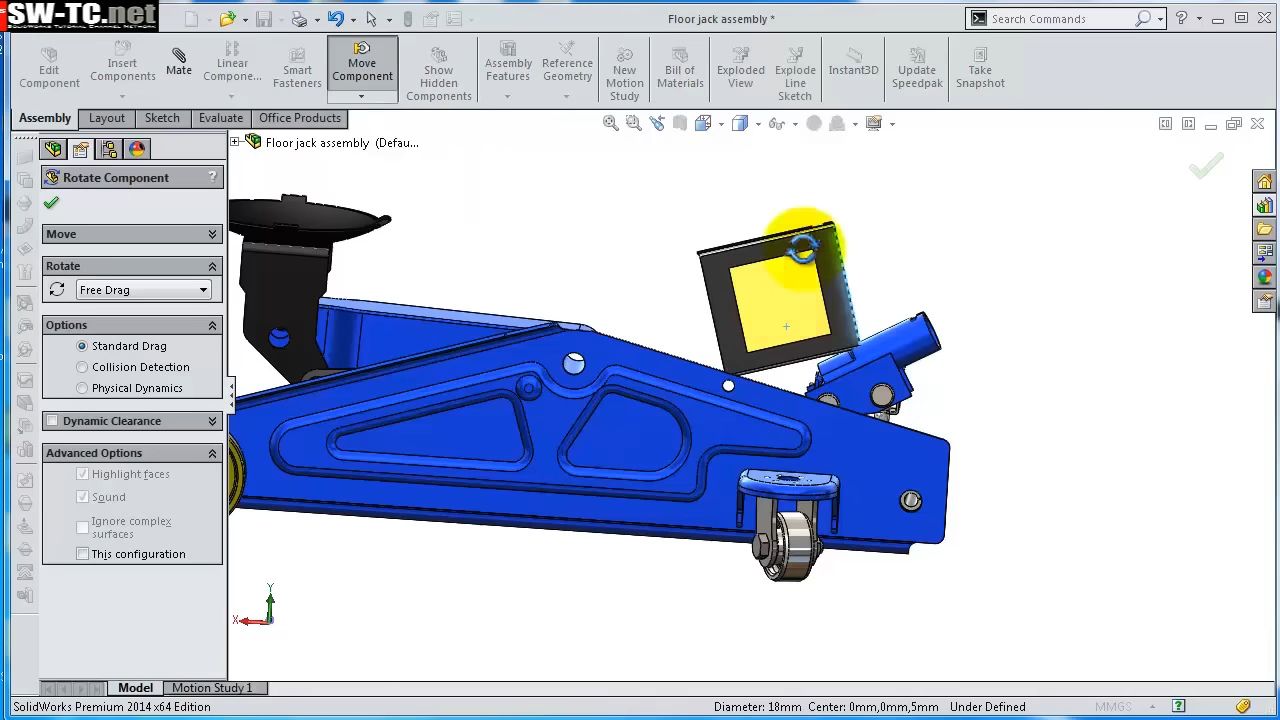 SW-TC.net
SOLIDWORKS TUTORIAL CHANNEL NETWORK
Floor jack assembly *
Search Commands
Edit Component
Insert Components
Mate
Linear Compone...
Smart Fasteners
Move Component
Show Hidden Components
Assembly Features
Reference Geometry
New Motion Study
Bill of Materials
Exploded View
Explode Line Sketch
Instant3D
Update Speedpak
Take Snapshot
Assembly
Layout
Sketch
Evaluate
Office Products
Floor jack assembly (Defau...
Rotate Component
?
Move
Rotate
Free Drag
Options
Standard Drag
Collision Detection
Physical Dynamics
Dynamic Clearance
Advanced Options
Highlight faces
Sound
Ignore complex
surfaces
This configuration
Y
X
Model
Motion Study 1
SolidWorks Premium 2014 x64 Edition
Diameter: 18mm Center: 0mm,0mm,5mm
Under Defined
MMGS